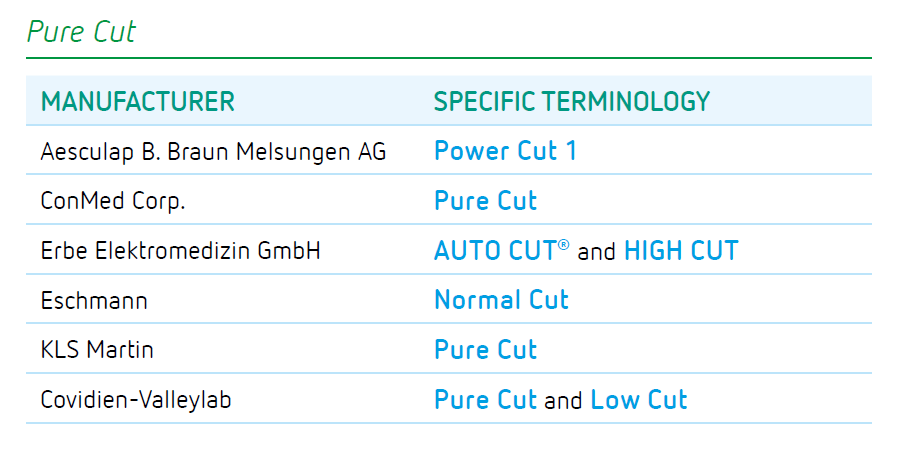 Pure Cut
MANUFACTURER SPECIFIC TERMINOLOGY
Aesculap B. Braun Melsungen AG Power Cut 1
ConMed Corp. Pure Cut
Erbe Elektromedizin GmbH AUTO CUT® and HIGH CUT
Eschmann Normal Cut
KLS Martin Pure Cut
Covidien-Valleylab Pure Cut and Low Cut